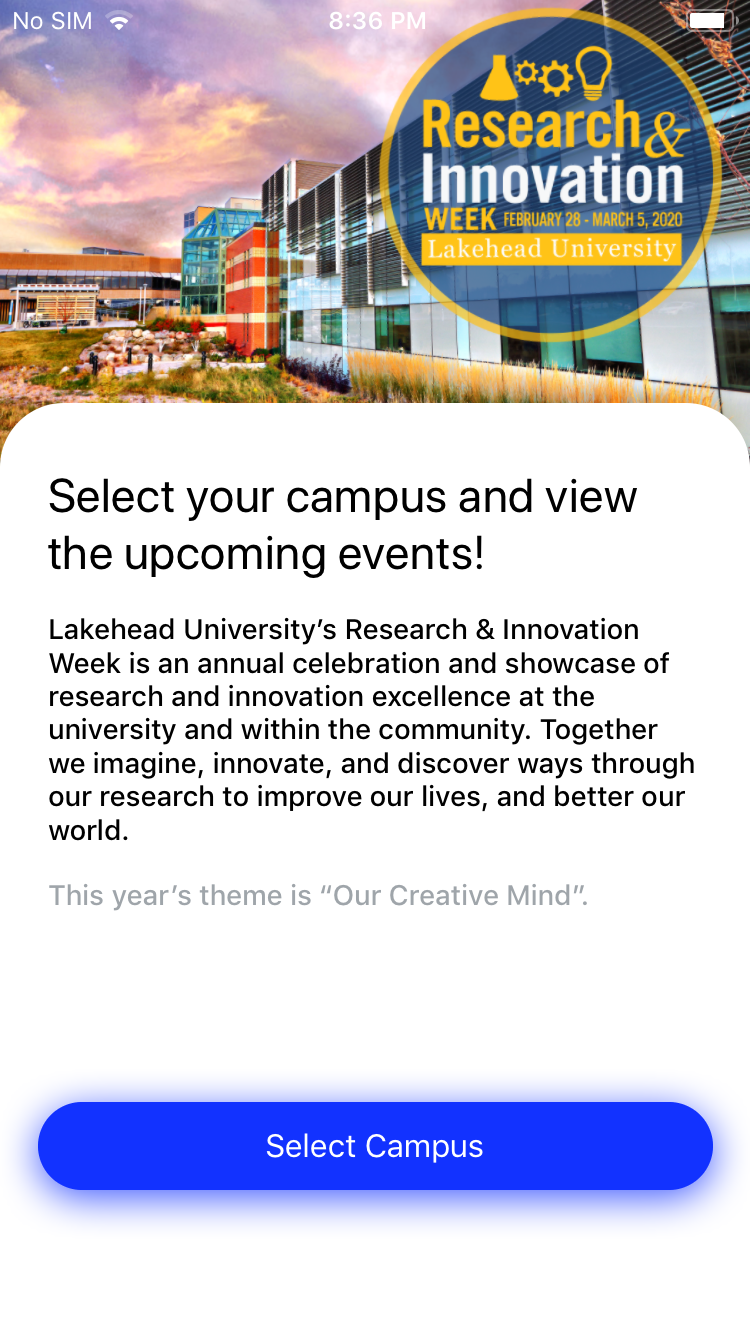 No SIM 8:36 PM
Research&
Innovation
WEEK FEBRUARY 28 - MARCH 5, 2020
Lakehead University
Select your campus and view
the upcoming events!
Lakehead University’s Research & Innovation
Week is an annual celebration and showcase of
research and innovation excellence at the
university and within the community. Together
we imagine, innovate, and discover ways through
our research to improve our lives, and better our
world.
This year’s theme is “Our Creative Mind”.
Select Campus